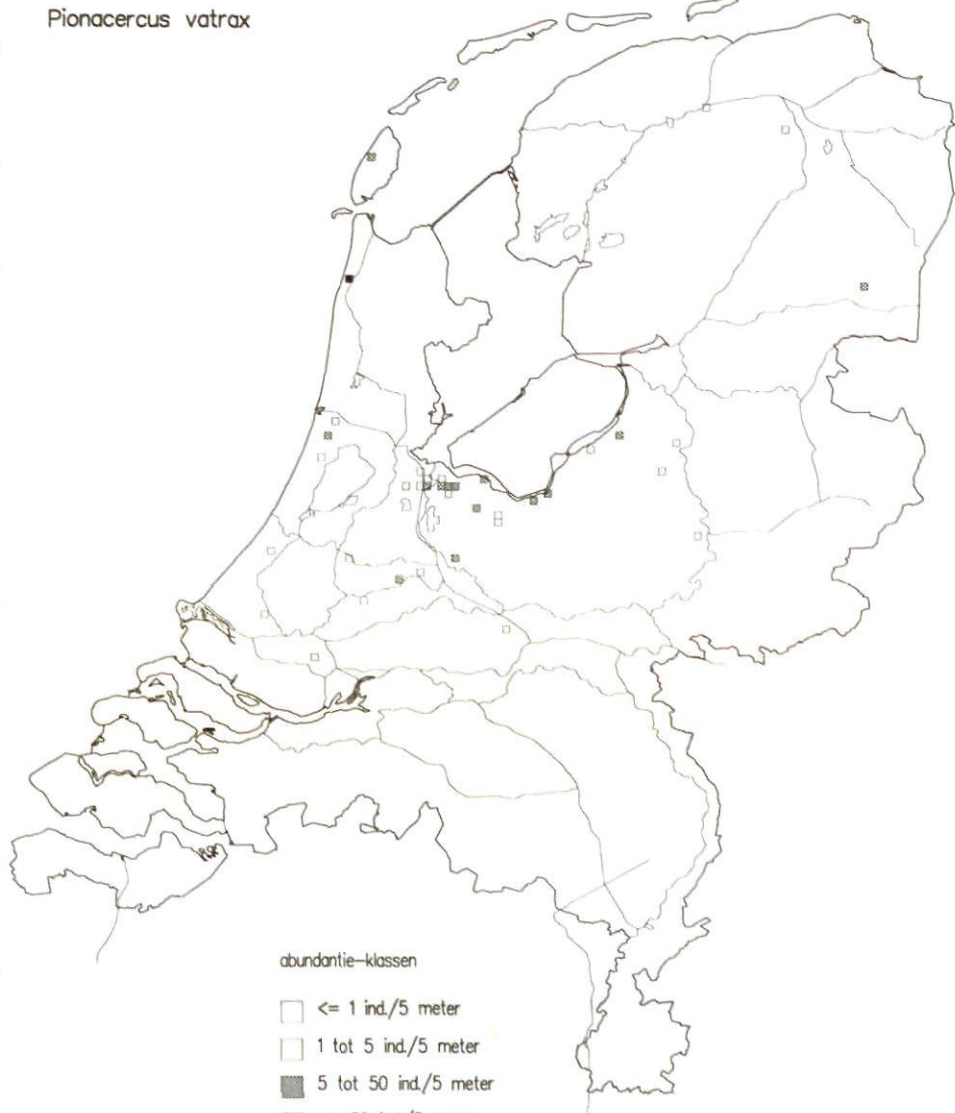 Pionacercus vatrax
abundantie-klassen
<= 1 ind./5 meter
1 tot 5 ind./5 meter
5 tot 50 ind./5 meter